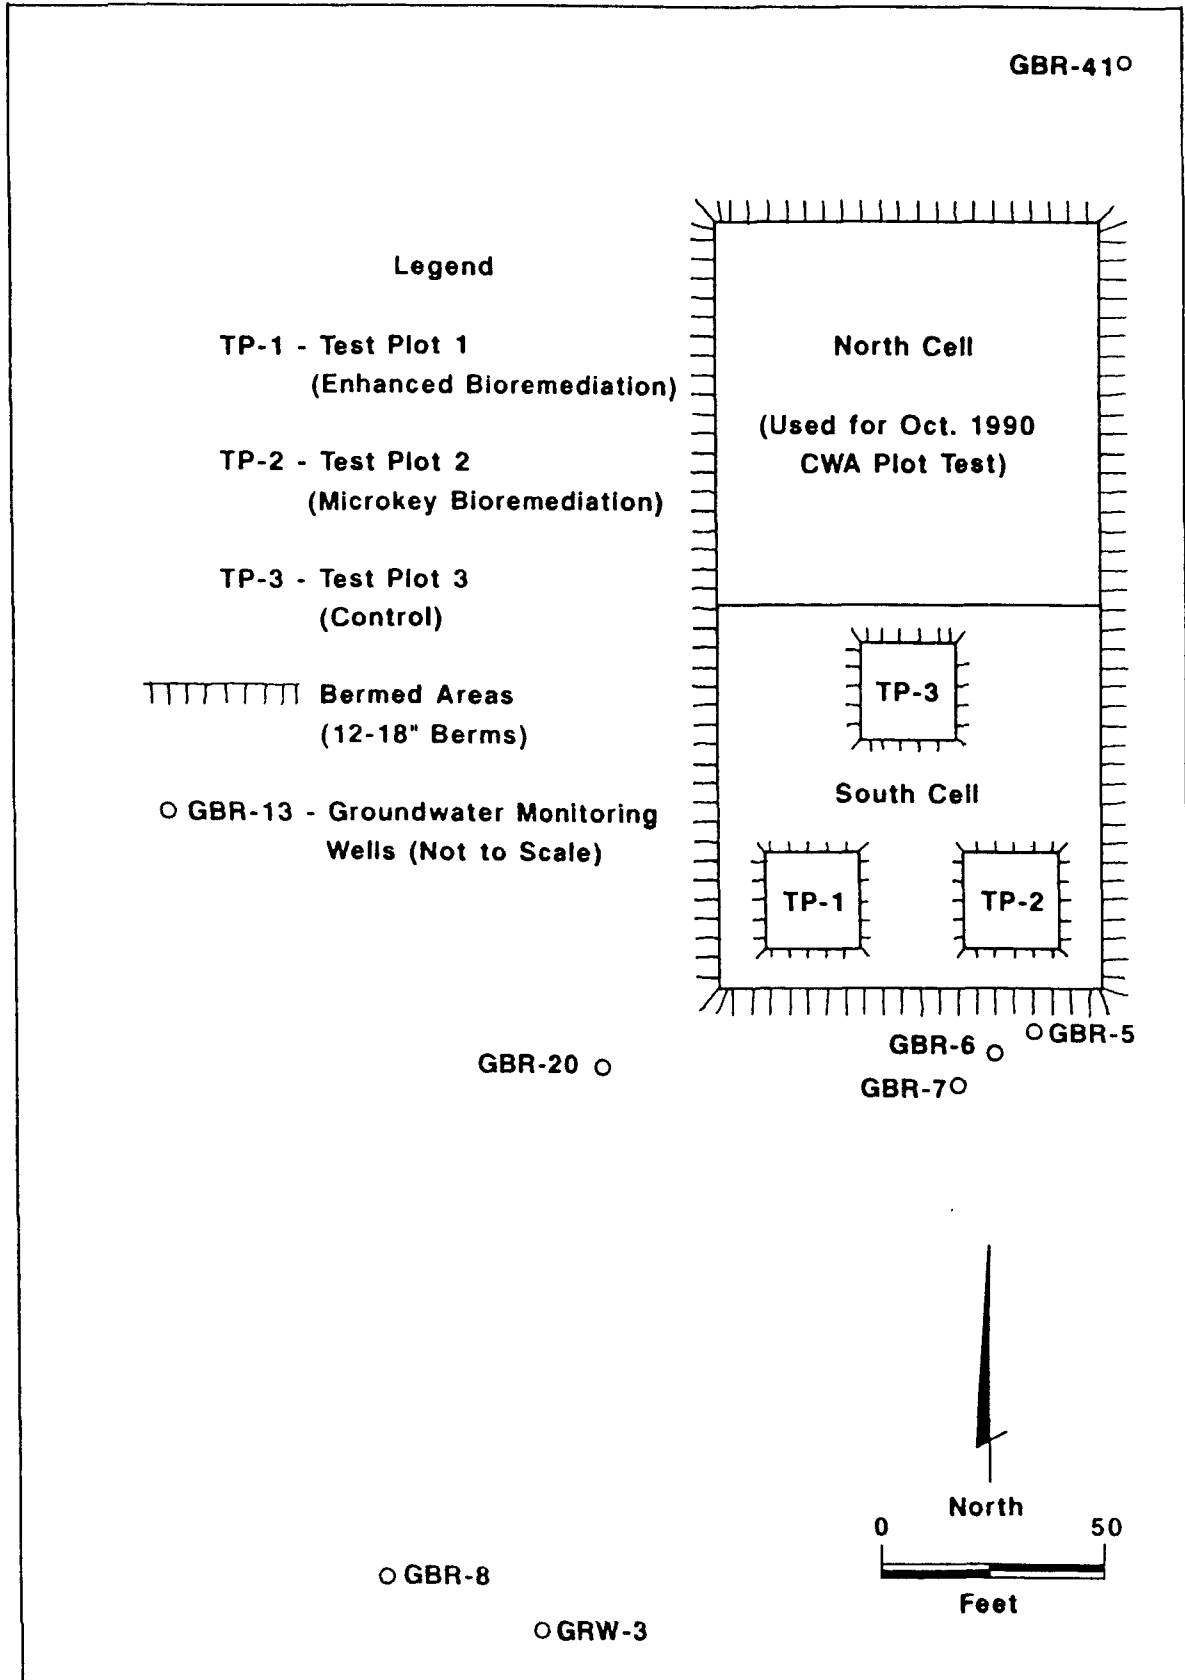 GBR-41
Legend
TP-1 - Test Plot 1
(Enhanced Bioremediation)
TP-2 - Test Plot 2
(Microkey Bioremediation)
TP-3 - Test Plot 3
(Control)
Bermed Areas
(12-18" Berms)
GBR-13 - Groundwater Monitoring
Wells (Not to Scale)
North Cell
(Used for Oct. 1990
CWA Plot Test)
TP-3
South Cell
TP-1
TP-2
GBR-5
GBR-6
GBR-20
GBR-7
North
0
50
Feet
GBR-8
GRW-3